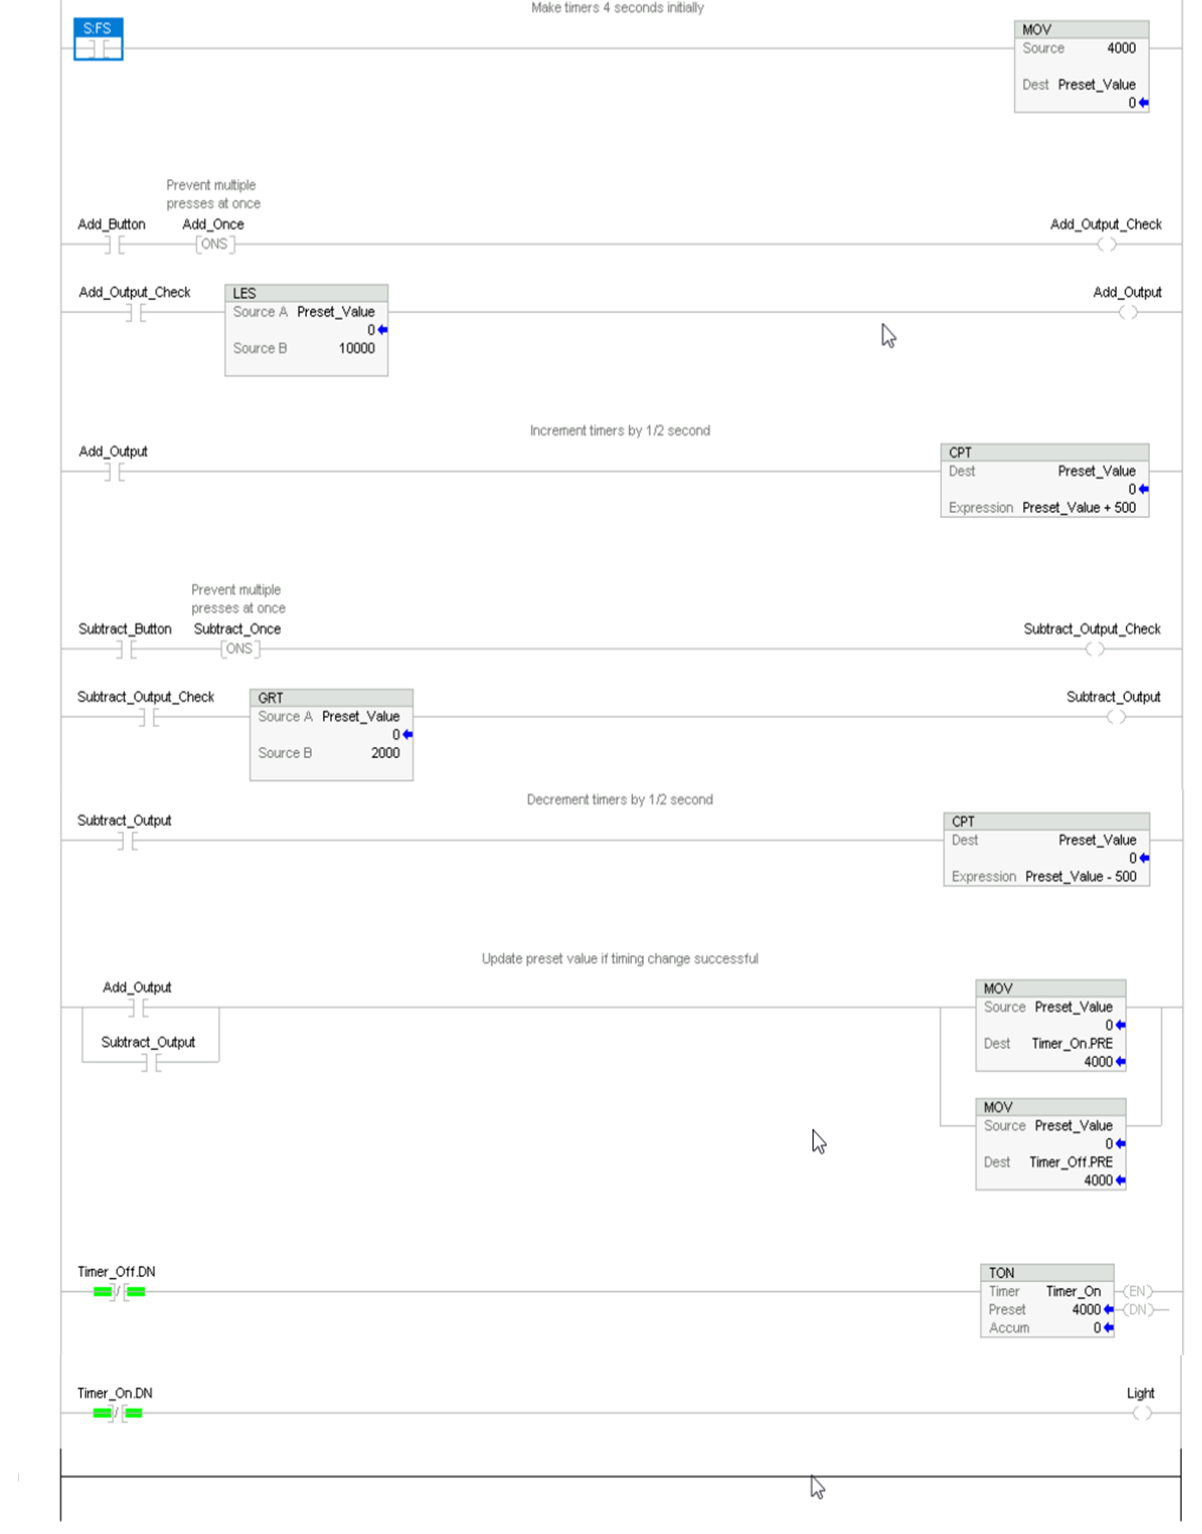 Make timers 4 seconds initially
S:FS
MOV
Source 4000
Dest Preset_Value
0
Prevent multiple
presses at once
Add_Button Add_Once Add_Output_Check
ONS
Add_Output_Check Add_Output
LES
Source A Preset_Value
0
Source B 10000
Increment timers by 1/2 second
Add_Output
CPT
Dest Preset_Value
0
Expression Preset_Value + 500
Prevent multiple
presses at once
Subtract_Button Subtract_Once Subtract_Output_Check
ONS
Subtract_Output_Check Subtract_Output
GRT
Source A Preset_Value
0
Source B 2000
Decrement timers by 1/2 second
Subtract_Output
CPT
Dest Preset_Value
0
Expression Preset_Value - 500
Update preset value if timing change successful
Add_Output
Subtract_Output
MOV
Source Preset_Value
0
Dest Timer_On.PRE
4000
MOV
Source Preset_Value
0
Dest Timer_Off.PRE
4000
Timer_Off.DN
TON
Timer Timer_On (EN)
Preset 4000 (DN)
Accum 0
Timer_On.DN Light